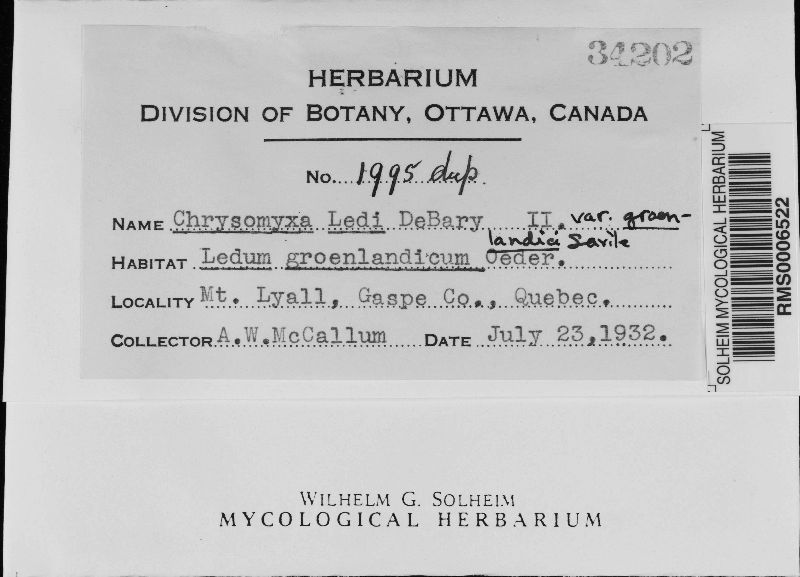 34202
HERBARIUM
DIVISION OF BOTANY, OTTAWA, CANADA
No. 1995 dup.
NAME Chrysomyxa Ledi DeBary II. var. groen-
landici Savile
HABITAT Ledum groenlandicum Oeder.
LOCALITY Mt. Lyall, Gaspe Co., Quebec.
COLLECTOR A.W.McCallum DATE July 23,1932.
SOLHEIM MYCOLOGICAL HERBARIUM
RMS0006522
WILHELM G. SOLHEIM
MYCOLOGICAL HERBARIUM